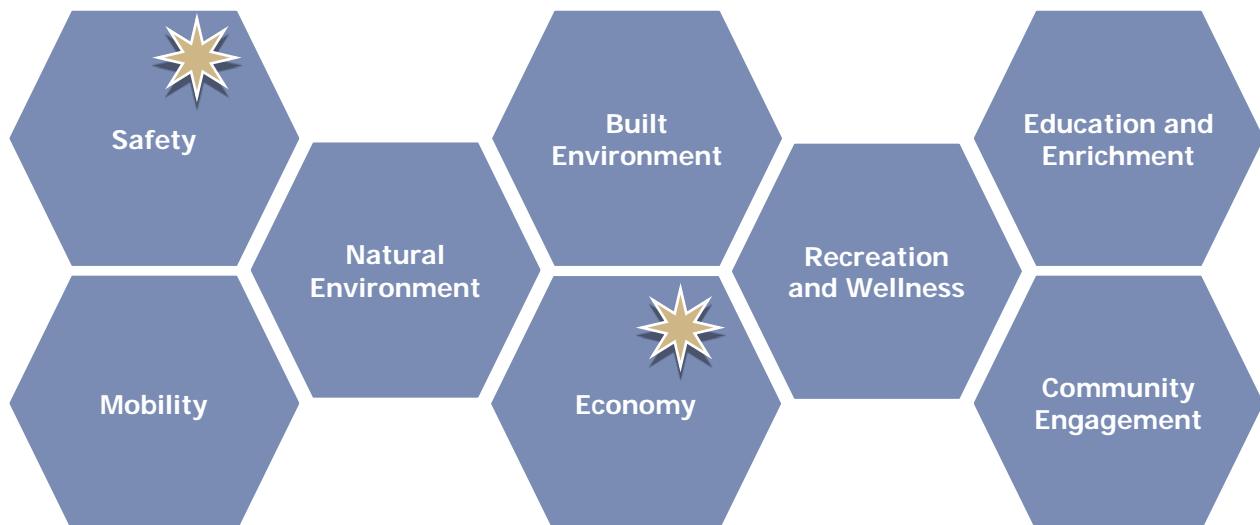 Safety
Built
Environment
Education and
Enrichment
Natural
Environment
Recreation
and Wellness
Mobility
Economy
Community
Engagement